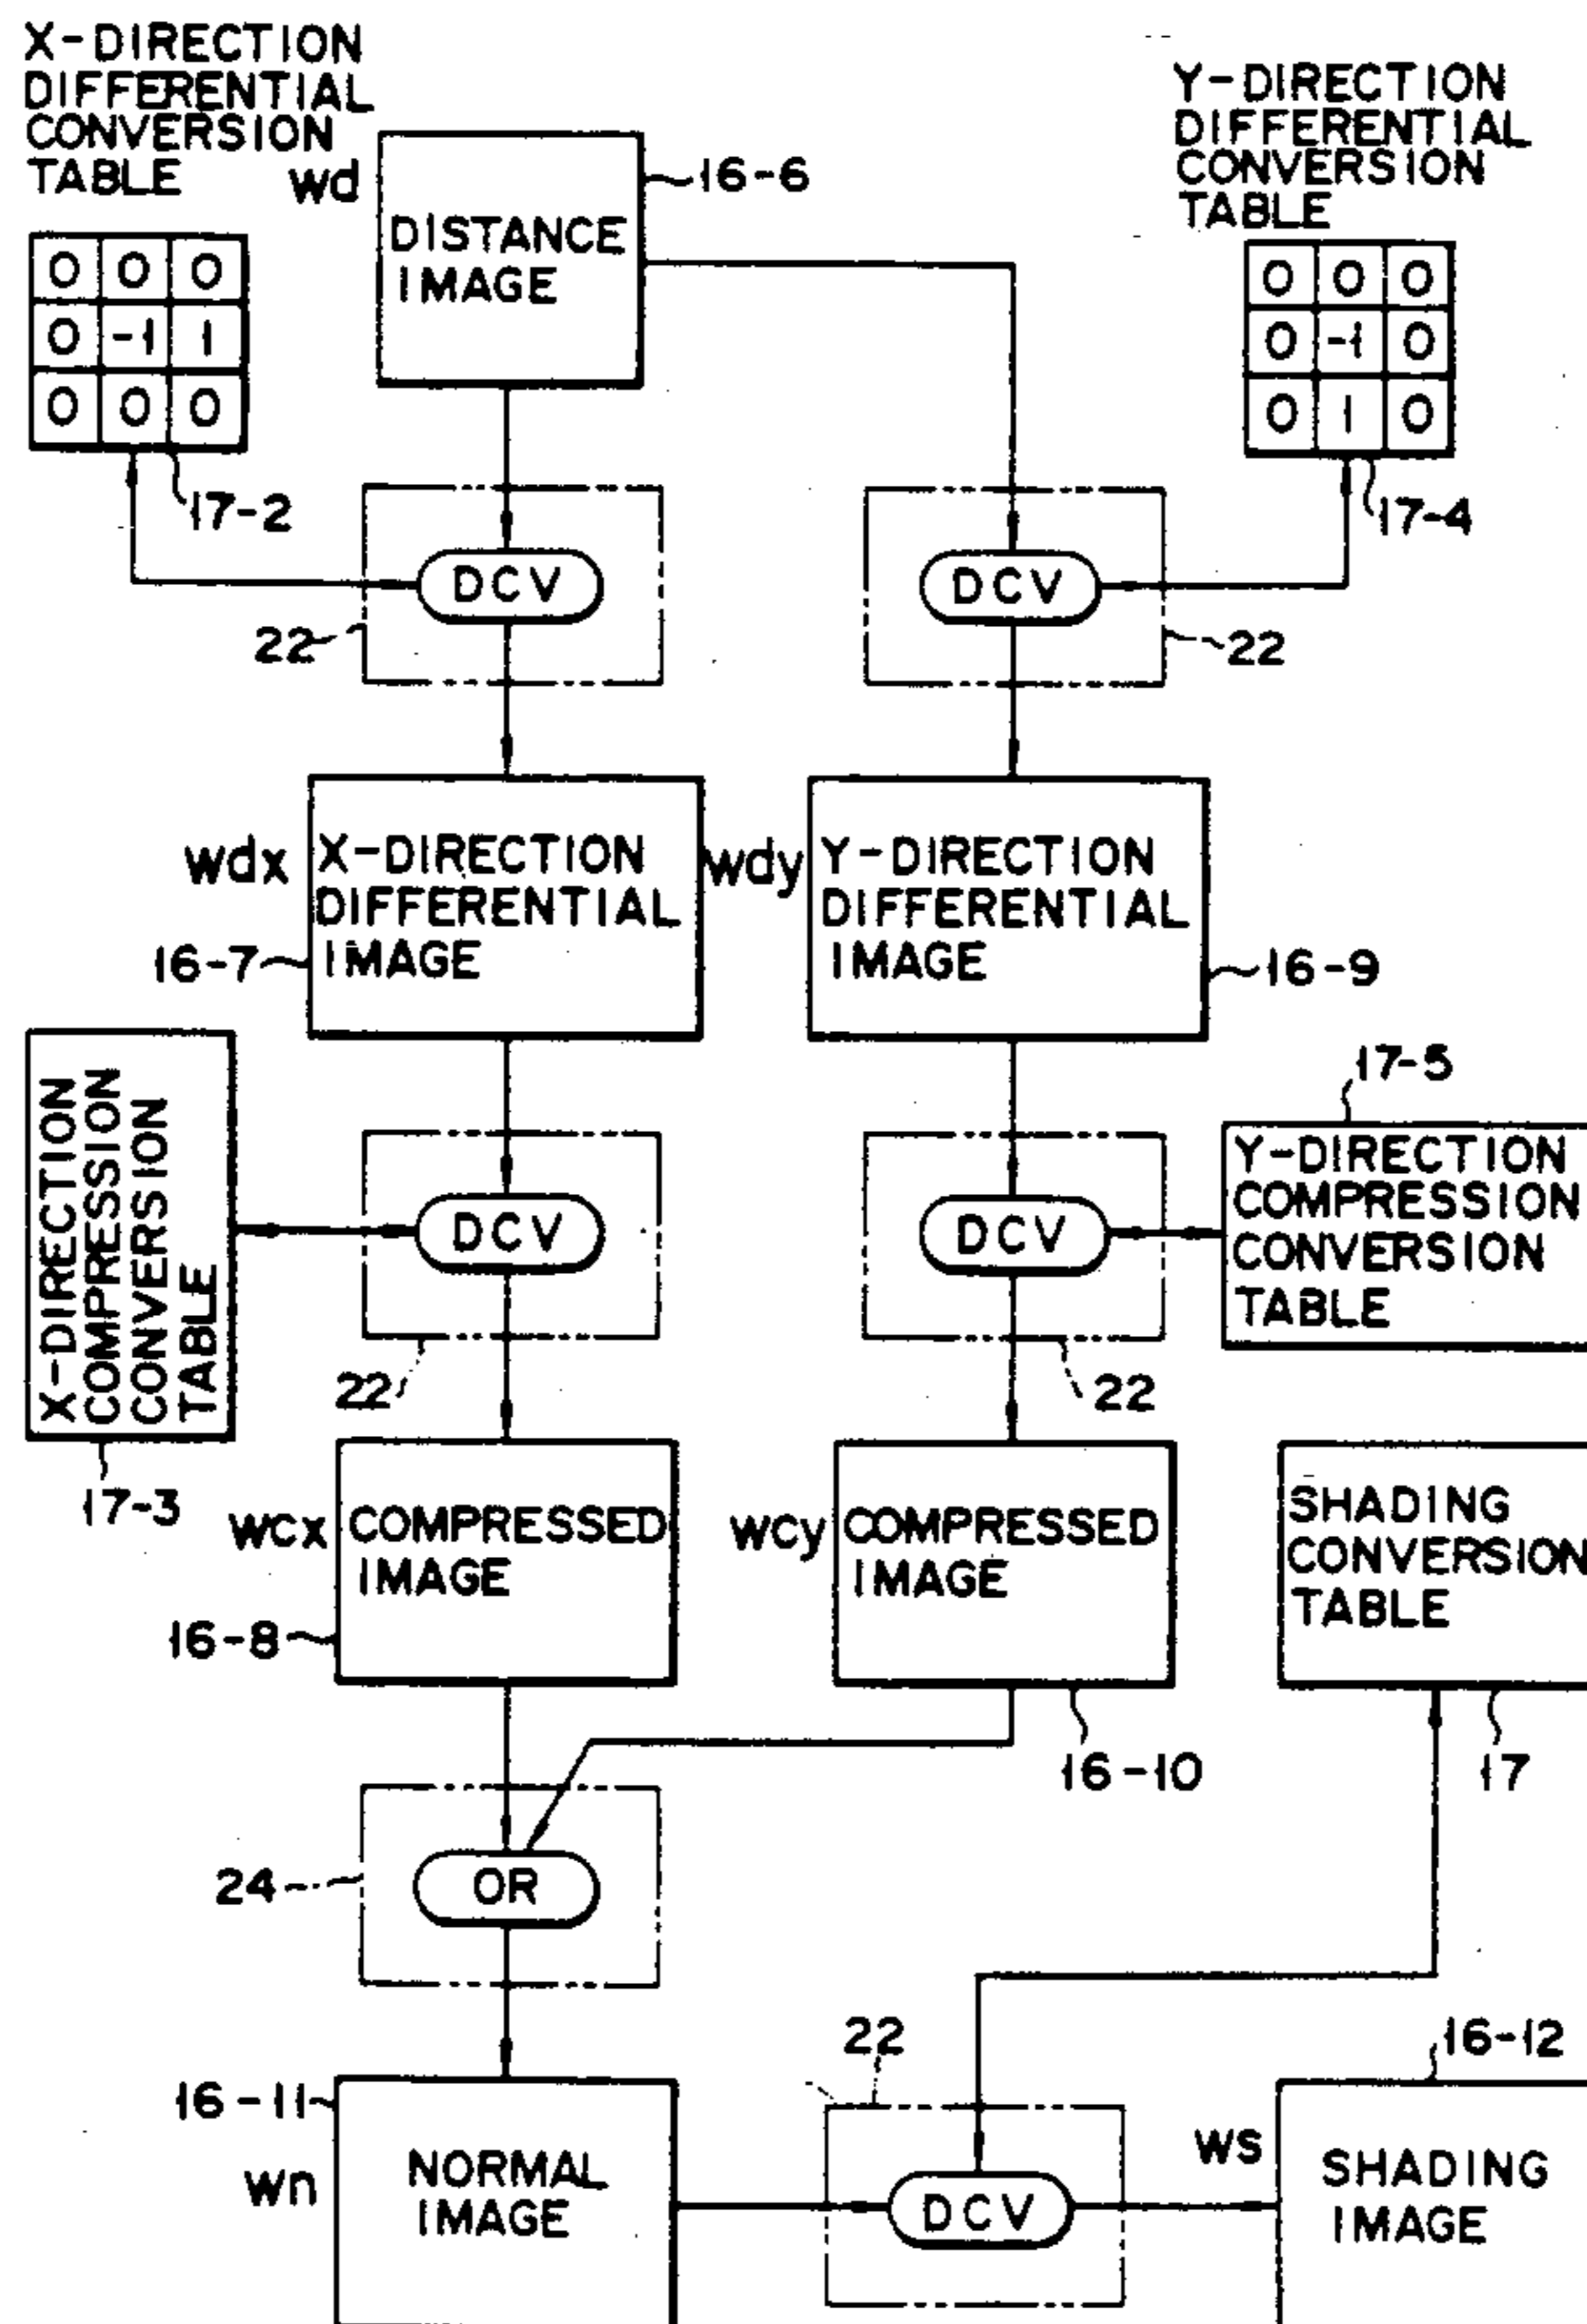 X-DIRECTION
DIFFERENTIAL
CONVERSION
TABLE
Y-DIRECTION
DIFFERENTIAL
CONVERSION
TABLE
wd
16-6
DISTANCE
IMAGE
0 0 0
0 -1 1
0 0 0
0 0 0
0 -1 0
0 1 0
17-2
17-4
DCV
DCV
22
22
wdx
X-DIRECTION
DIFFERENTIAL
IMAGE
16-7
wdy
Y-DIRECTION
DIFFERENTIAL
IMAGE
16-9
X-DIRECTION
COMPRESSION
CONVERSION
TABLE
17-3
17-5
Y-DIRECTION
COMPRESSION
CONVERSION
TABLE
DCV
DCV
22
22
wcx
COMPRESSED
IMAGE
16-8
wcy
COMPRESSED
IMAGE
16-10
SHADING
CONVERSION
TABLE
17
24
OR
22
16-12
16-11
wn
NORMAL
IMAGE
DCV
ws
SHADING
IMAGE